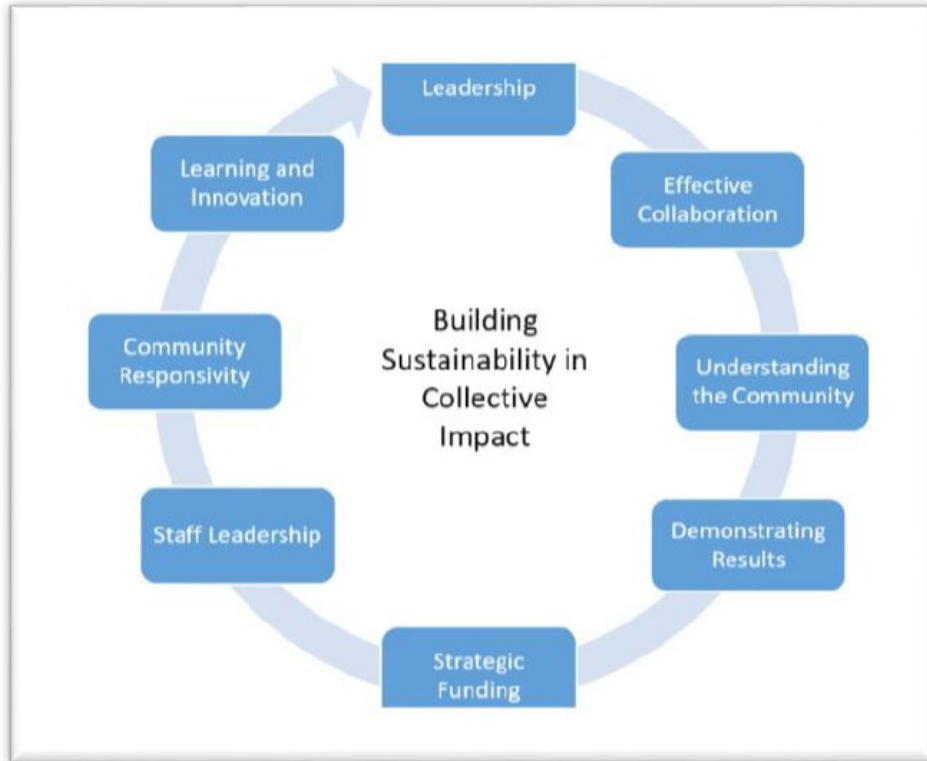 Leadership
Effective
Collaboration
Understanding
the Community
Demonstrating
Results
Strategic
Funding
Staff Leadership
Community
Responsivity
Learning and
Innovation
Building
Sustainability in
Collective
Impact